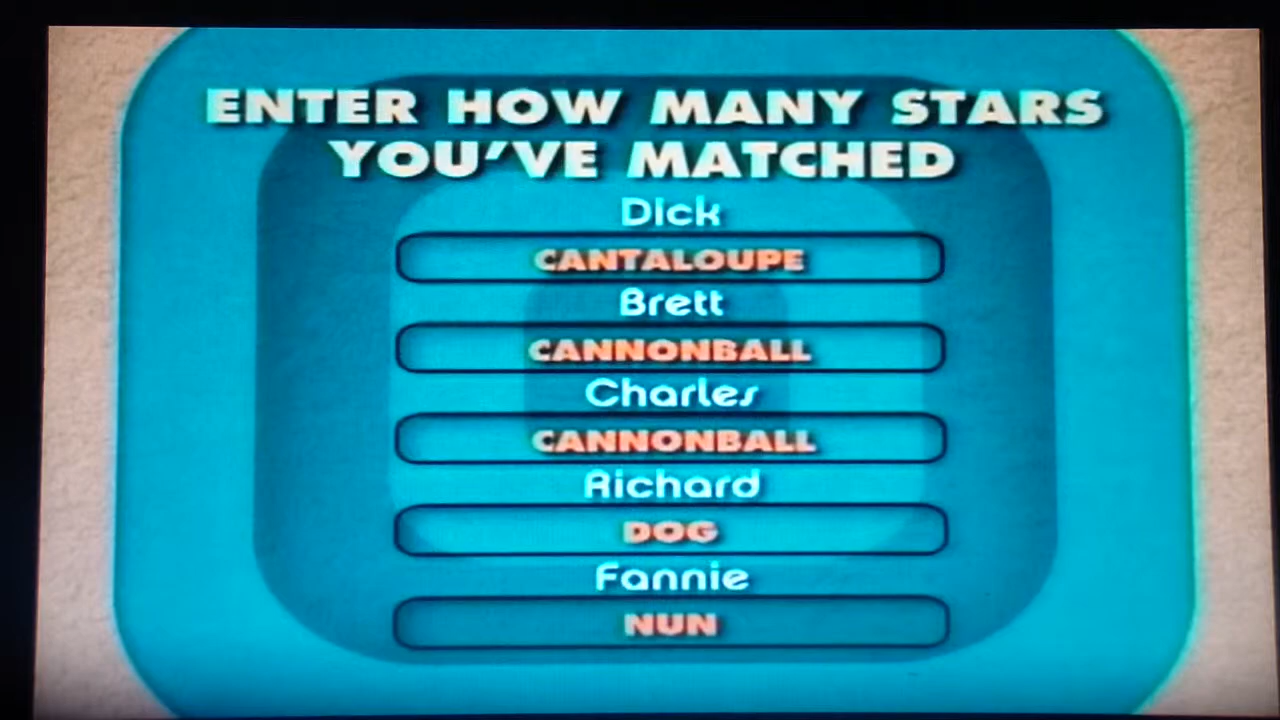 ENTER HOW MANY STARS
YOU'VE MATCHED
Dick
CANTALOUPE
Brett
CANNONBALL
Charles
CANNONBALL
Richard
DOG
Fannie
NUN